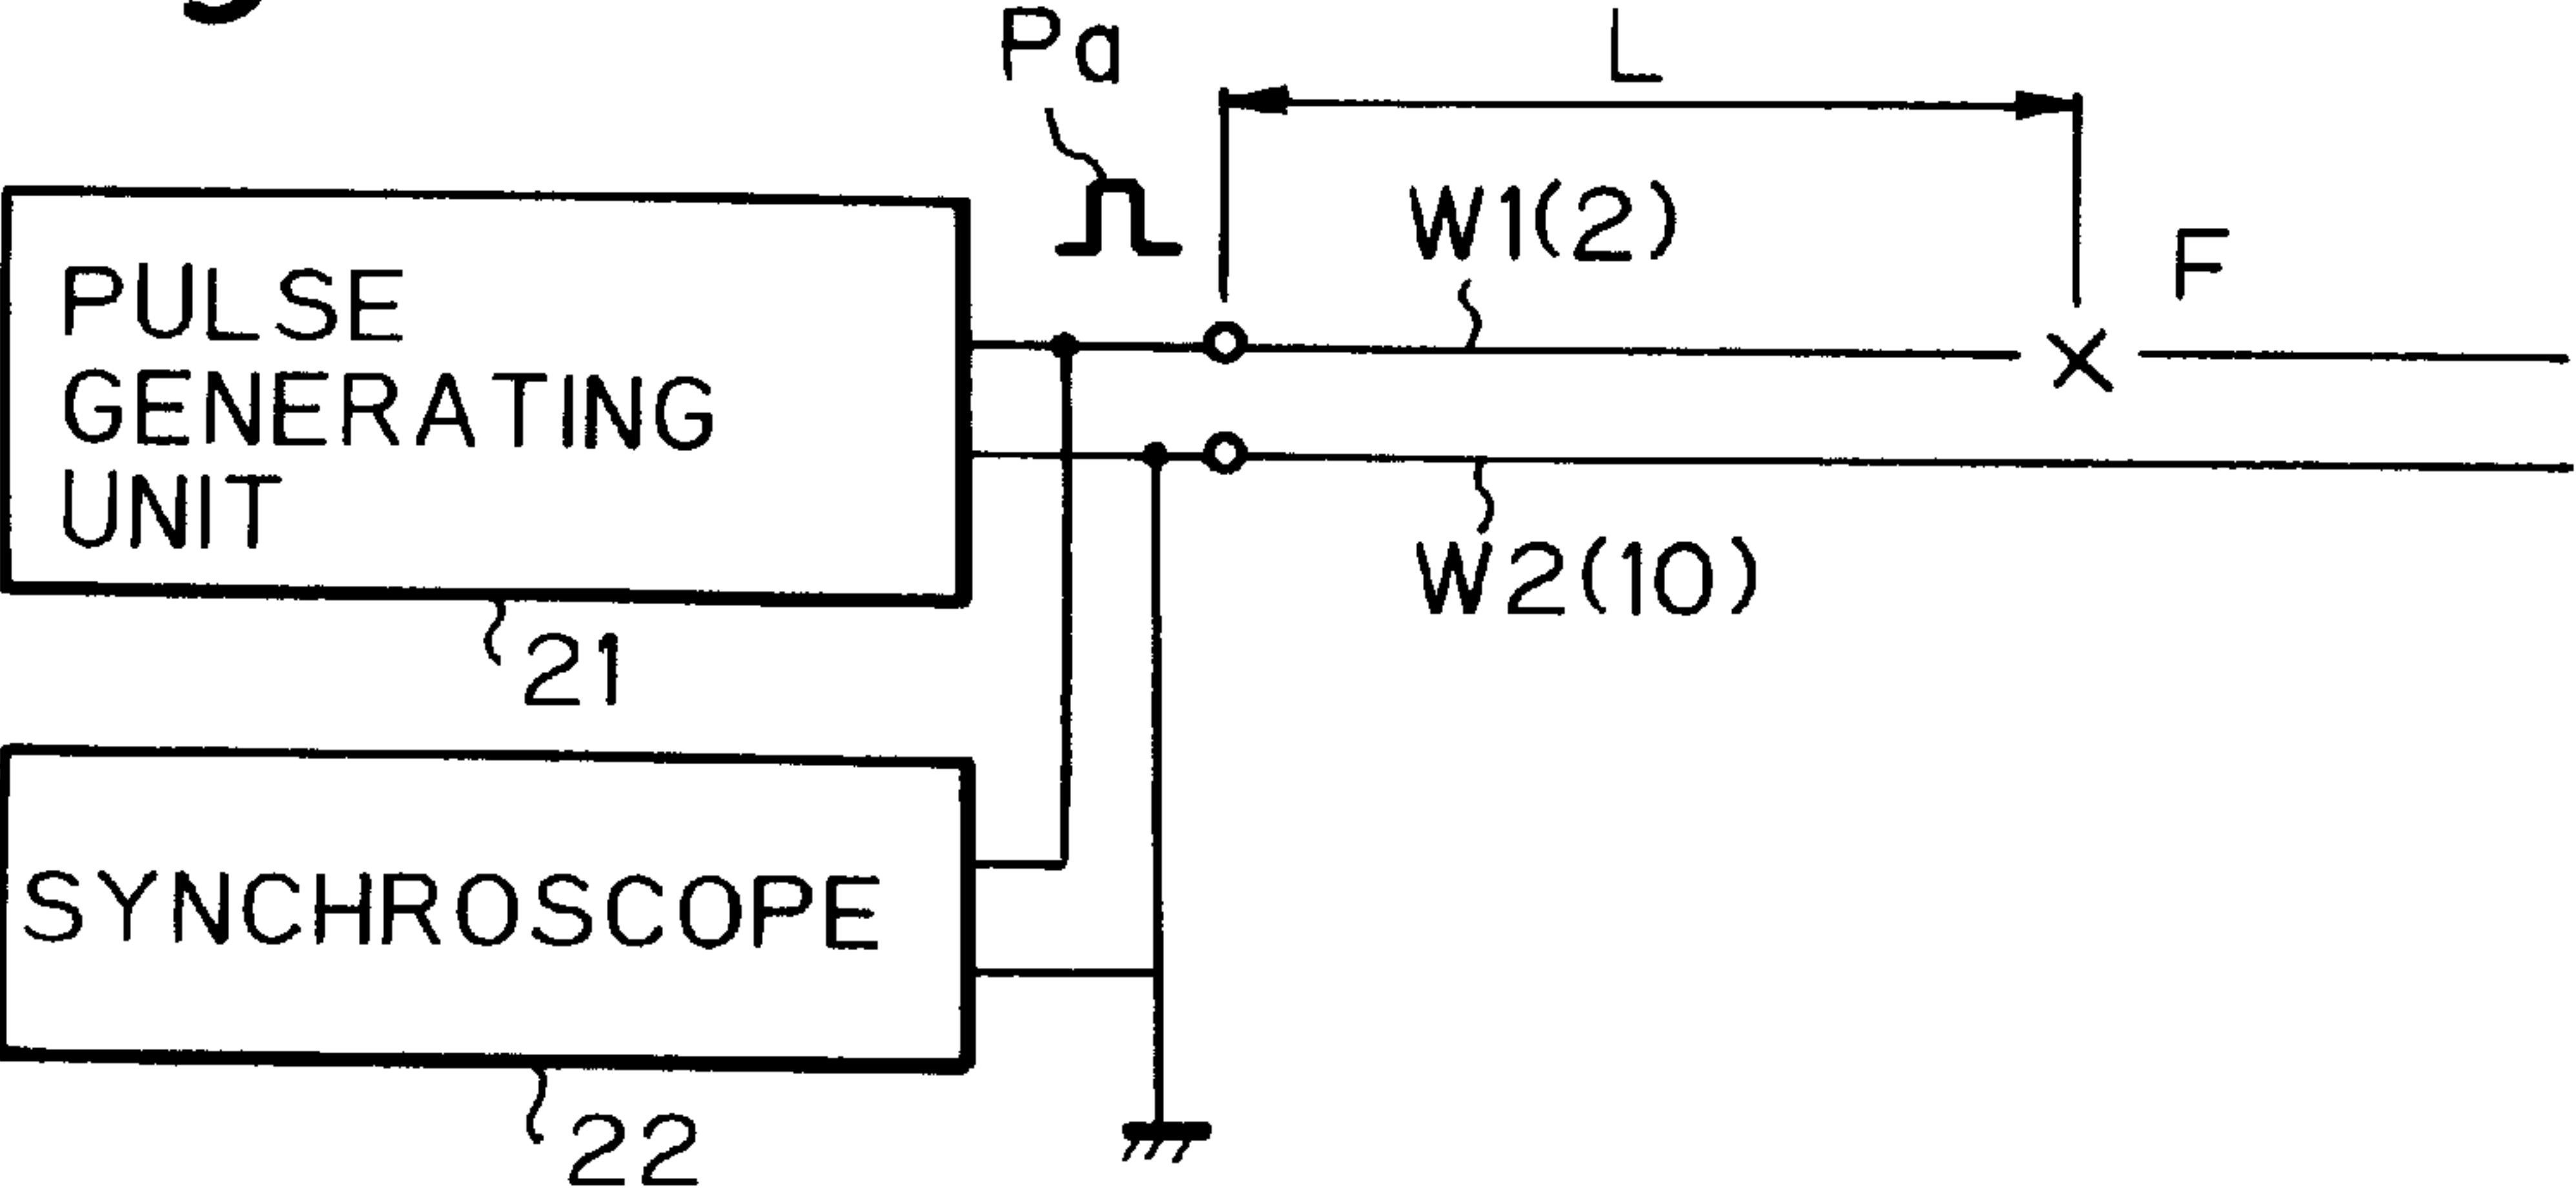 Pa
L
W1(2)
F
PULSE
GENERATING
UNIT
W2(10)
21
SYNCHROSCOPE
22